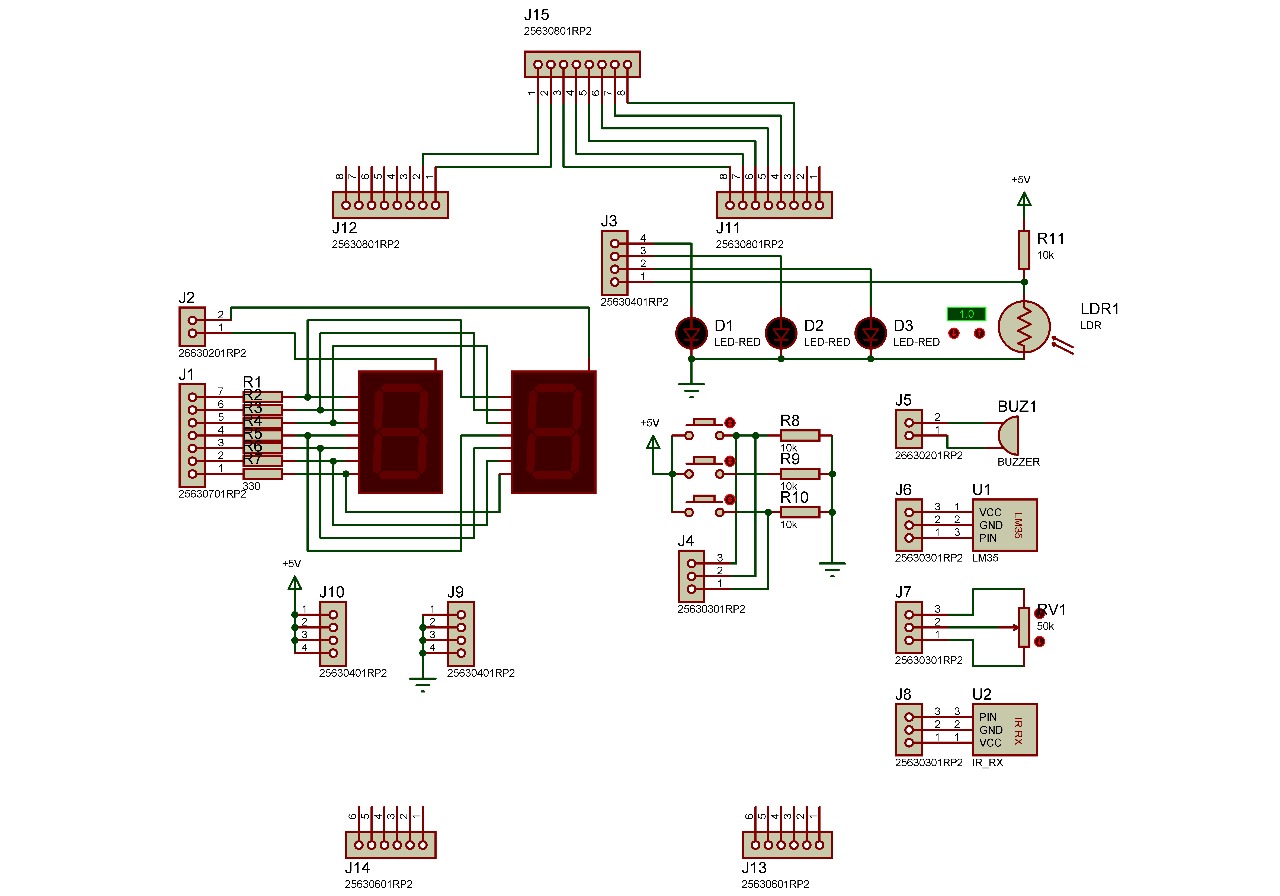 J15
25630801RP2
1 2 3 4 5 6 7 8
8 7 6 5 4 3 2 1
J12
25630801RP2
8 7 6 5 4 3 2 1
J11
25630801RP2
+5V
R11
10k
J3
4
3
2
1
25630401RP2
D1
LED-RED
D2
LED-RED
D3
LED-RED
1.0
LDR1
LDR
J2
2
1
26630201RP2
J1
7
6
5
4
3
2
1
25630701RP2
R1
R2
R3
R4
R5
R6
R7
330
+5V
R8
10k
R9
10k
R10
10k
J4
3
2
1
25630301RP2
J5
2
1
26630201RP2
BUZ1
BUZZER
J6
3 1
2 2
1 3
25630301RP2
U1
VCC
GND
PIN
LM35
LM35
J7
3
2
1
25630301RP2
RV1
50k
J8
3 3
2 2
1 1
25630301RP2
U2
PIN
GND
VCC
IR RX
IR_RX
+5V
J10
1
2
3
4
25630401RP2
J9
1
2
3
4
25630401RP2
6 5 4 3 2 1
J14
25630601RP2
6 5 4 3 2 1
J13
25630601RP2